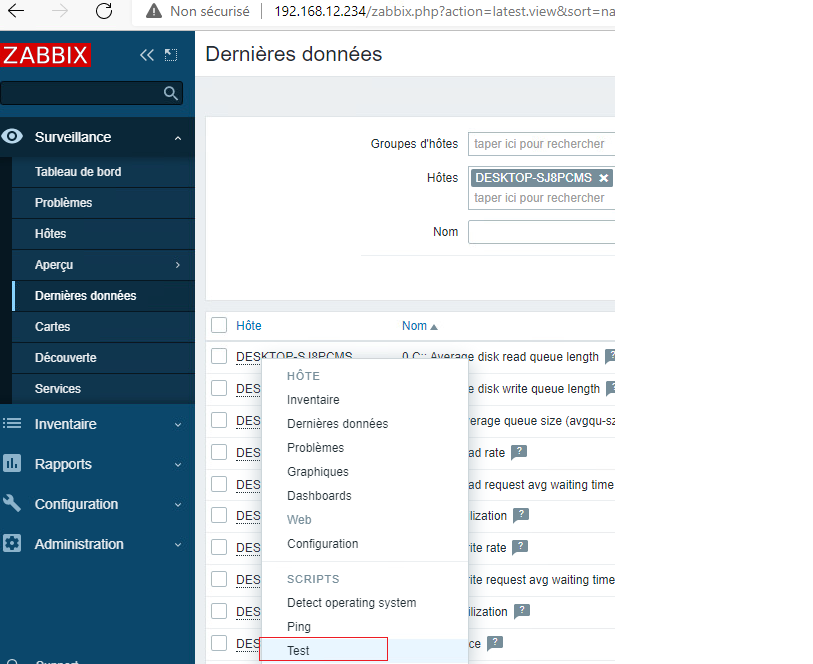 Non sécurisé 192.168.12.234/zabbix.php?action=latest.view&sort=na
ZABBIX
Dernières données
Surveillance
Tableau de bord
Problèmes
Hôtes
Aperçu
Dernières données
Cartes
Découverte
Services
Inventaire
Rapports
Configuration
Administration
Support
Groupes d'hôtes taper ici pour rechercher
Hôtes DESKTOP-SJ8PCMS
taper ici pour rechercher
Nom
Hôte Nom
DESKTOP-SJ8PCMS 0 C:: Average disk read queue length ?
DES e disk write queue length ?
DES erage queue size (avgqu-sz
DES ad rate ?
DES ad request avg waiting time
DES lization ?
DES ite rate ?
DES ite request avg waiting time
DES ilization ?
DES ce ?
HÔTE
Inventaire
Dernières données
Problèmes
Graphiques
Dashboards
Web
Configuration
SCRIPTS
Detect operating system
Ping
Test